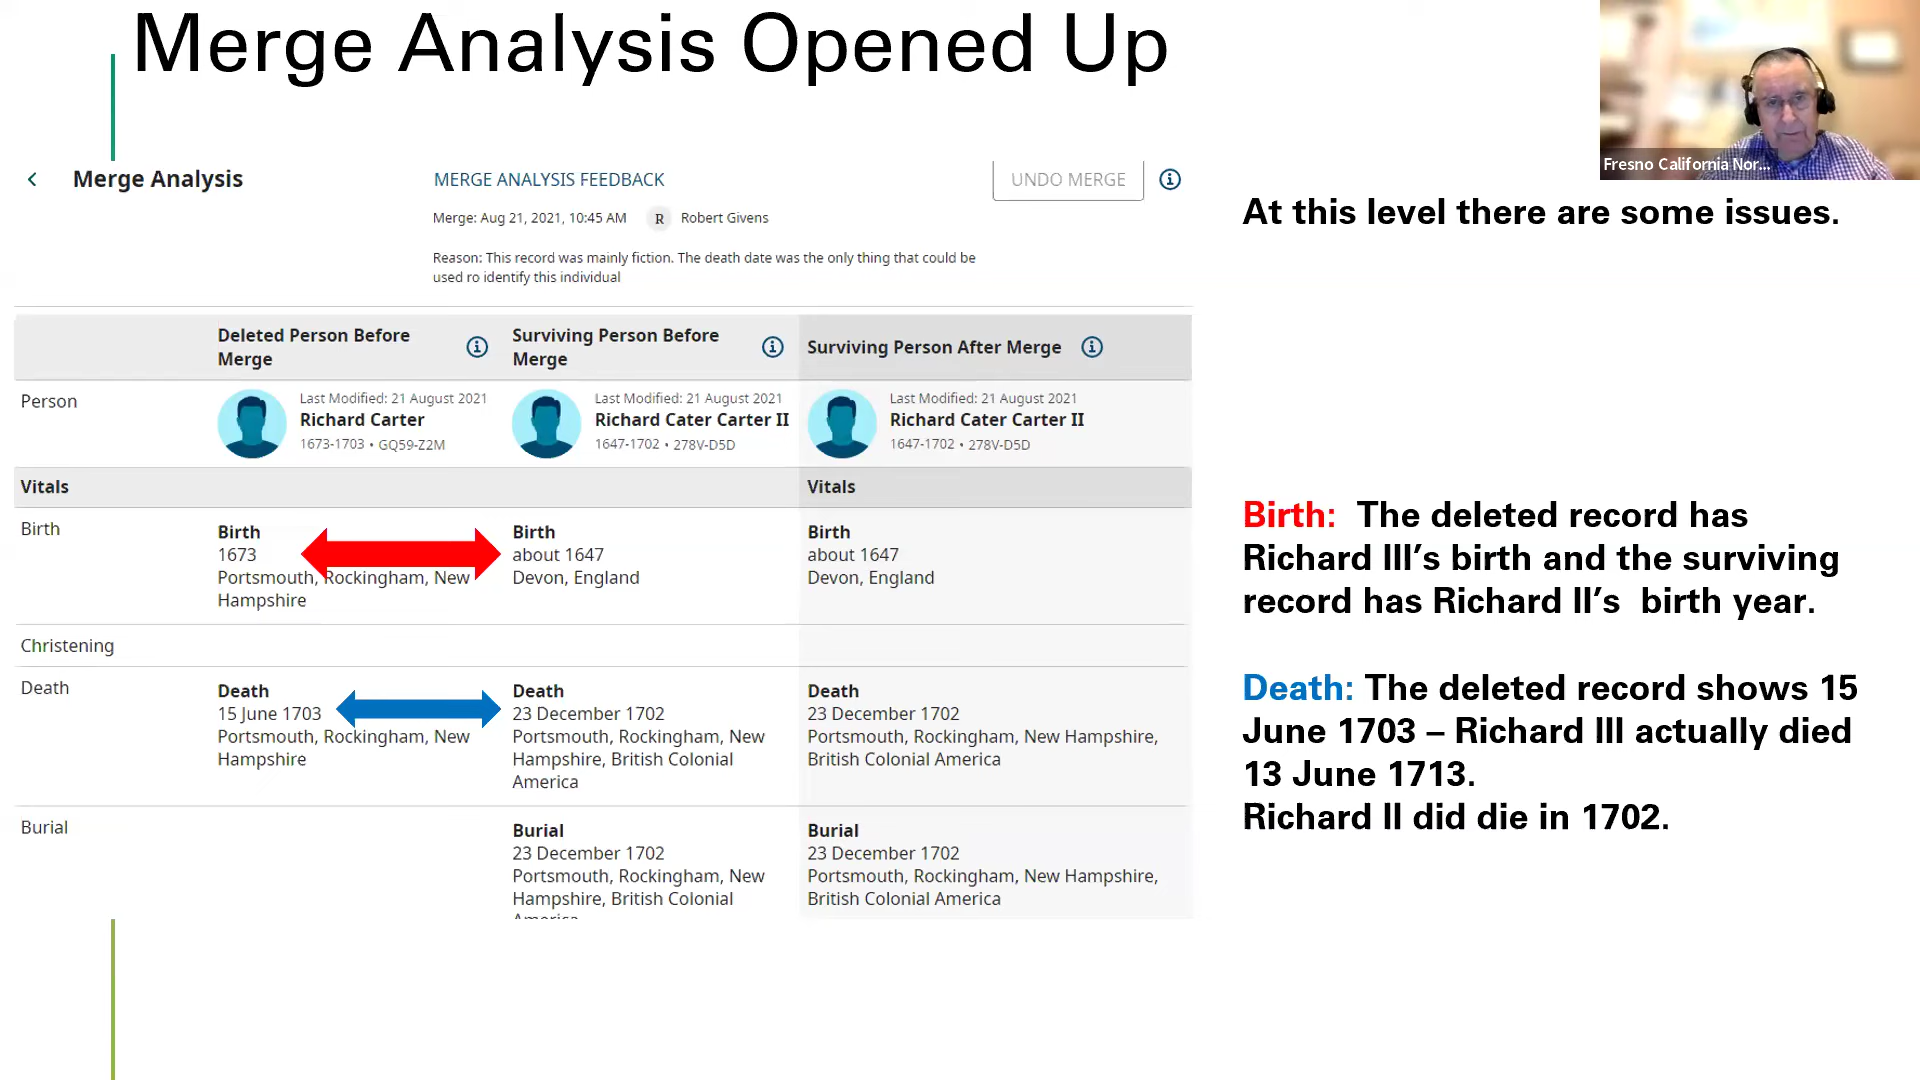 Merge Analysis Opened Up
Fresno California Nor...
Merge Analysis
MERGE ANALYSIS FEEDBACK
UNDO MERGE
Merge: Aug 21, 2021, 10:45 AM R Robert Givens
Reason: This record was mainly fiction. The death date was the only thing that could be
used ro identify this individual
Deleted Person Before
Merge
Surviving Person Before
Merge
Surviving Person After Merge
Person
Last Modified: 21 August 2021
Richard Carter
1673-1703 • GQ59-Z2M
Last Modified: 21 August 2021
Richard Cater Carter II
1647-1702 • 278V-D5D
Last Modified: 21 August 2021
Richard Cater Carter II
1647-1702 • 278V-D5D
Vitals
Vitals
Birth
Birth
1673
Portsmouth, Rockingham, New
Hampshire
Birth
about 1647
Devon, England
Birth
about 1647
Devon, England
Christening
Death
Death
15 June 1703
Portsmouth, Rockingham, New
Hampshire
Death
23 December 1702
Portsmouth, Rockingham, New
Hampshire, British Colonial
America
Death
23 December 1702
Portsmouth, Rockingham, New Hampshire,
British Colonial America
Burial
Burial
23 December 1702
Portsmouth, Rockingham, New
Hampshire, British Colonial
America
Burial
23 December 1702
Portsmouth, Rockingham, New Hampshire,
British Colonial America
At this level there are some issues.
Birth: The deleted record has
Richard III’s birth and the surviving
record has Richard II’s birth year.
Death: The deleted record shows 15
June 1703 – Richard III actually died
13 June 1713.
Richard II did die in 1702.